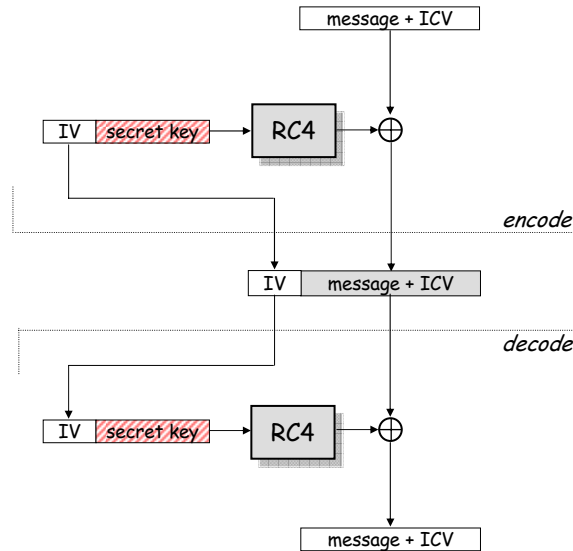 message + ICV
IV secret key RC4
encode
IV message + ICV
decode
IV secret key RC4
message + ICV